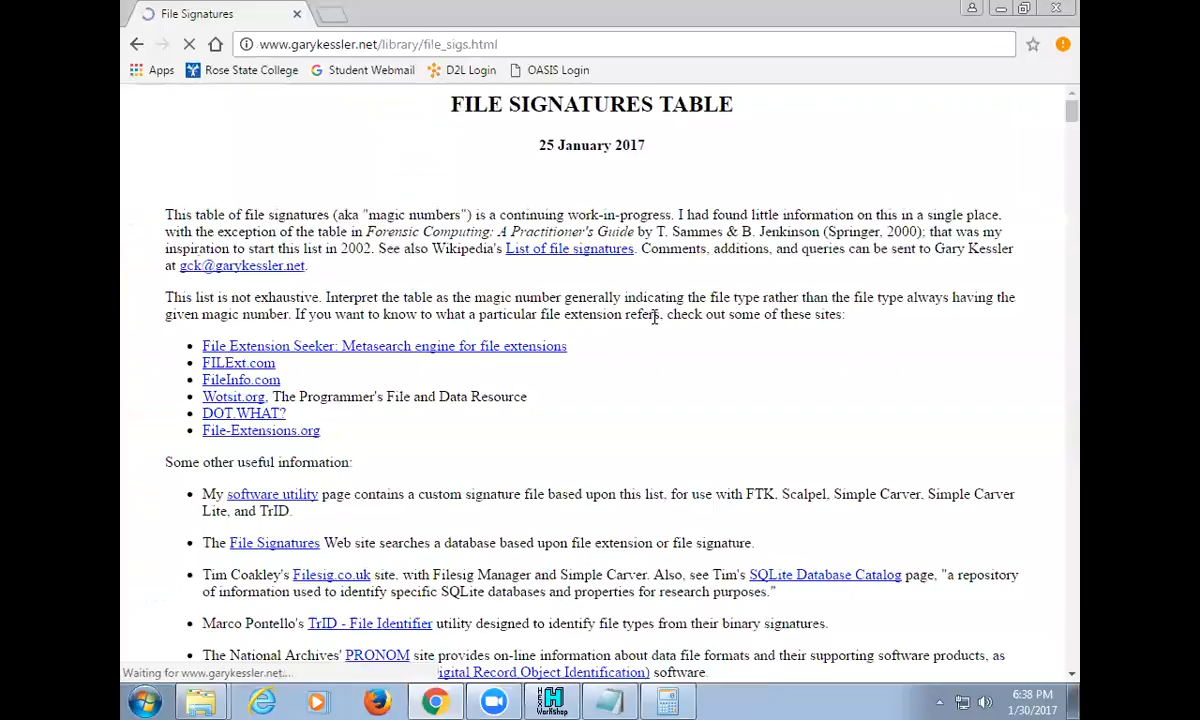 File Signatures
www.garykessler.net/library/file_sigs.html
Apps Rose State College Student Webmail D2L Login OASIS Login
FILE SIGNATURES TABLE
25 January 2017
This table of file signatures (aka "magic numbers") is a continuing work-in-progress. I had found little information on this in a single place,
with the exception of the table in Forensic Computing: A Practitioner's Guide by T. Sammes & B. Jenkinson (Springer, 2000); that was my
inspiration to start this list in 2002. See also Wikipedia's List of file signatures. Comments, additions, and queries can be sent to Gary Kessler
at gck@garykessler.net.
This list is not exhaustive. Interpret the table as the magic number generally indicating the file type rather than the file type always having the
given magic number. If you want to know to what a particular file extension refers, check out some of these sites:
• File Extension Seeker: Metasearch engine for file extensions
• FILExt.com
• FileInfo.com
• Wotsit.org, The Programmer's File and Data Resource
• DOT.WHAT?
• File-Extensions.org
Some other useful information:
• My software utility page contains a custom signature file based upon this list, for use with FTK, Scalpel, Simple Carver, Simple Carver
Lite, and TrID.
• The File Signatures Web site searches a database based upon file extension or file signature.
• Tim Coakley's Filesig.co.uk site, with Filesig Manager and Simple Carver. Also, see Tim's SQLite Database Catalog page, "a repository
of information used to identify specific SQLite databases and properties for research purposes."
• Marco Pontello's TrID - File Identifier utility designed to identify file types from their binary signatures.
• The National Archives' PRONOM site provides on-line information about data file formats and their supporting software products, as
Waiting for www.garykessler.net... igital Record Object Identification) software.
HEX WorkShop
6:38 PM
1/30/2017